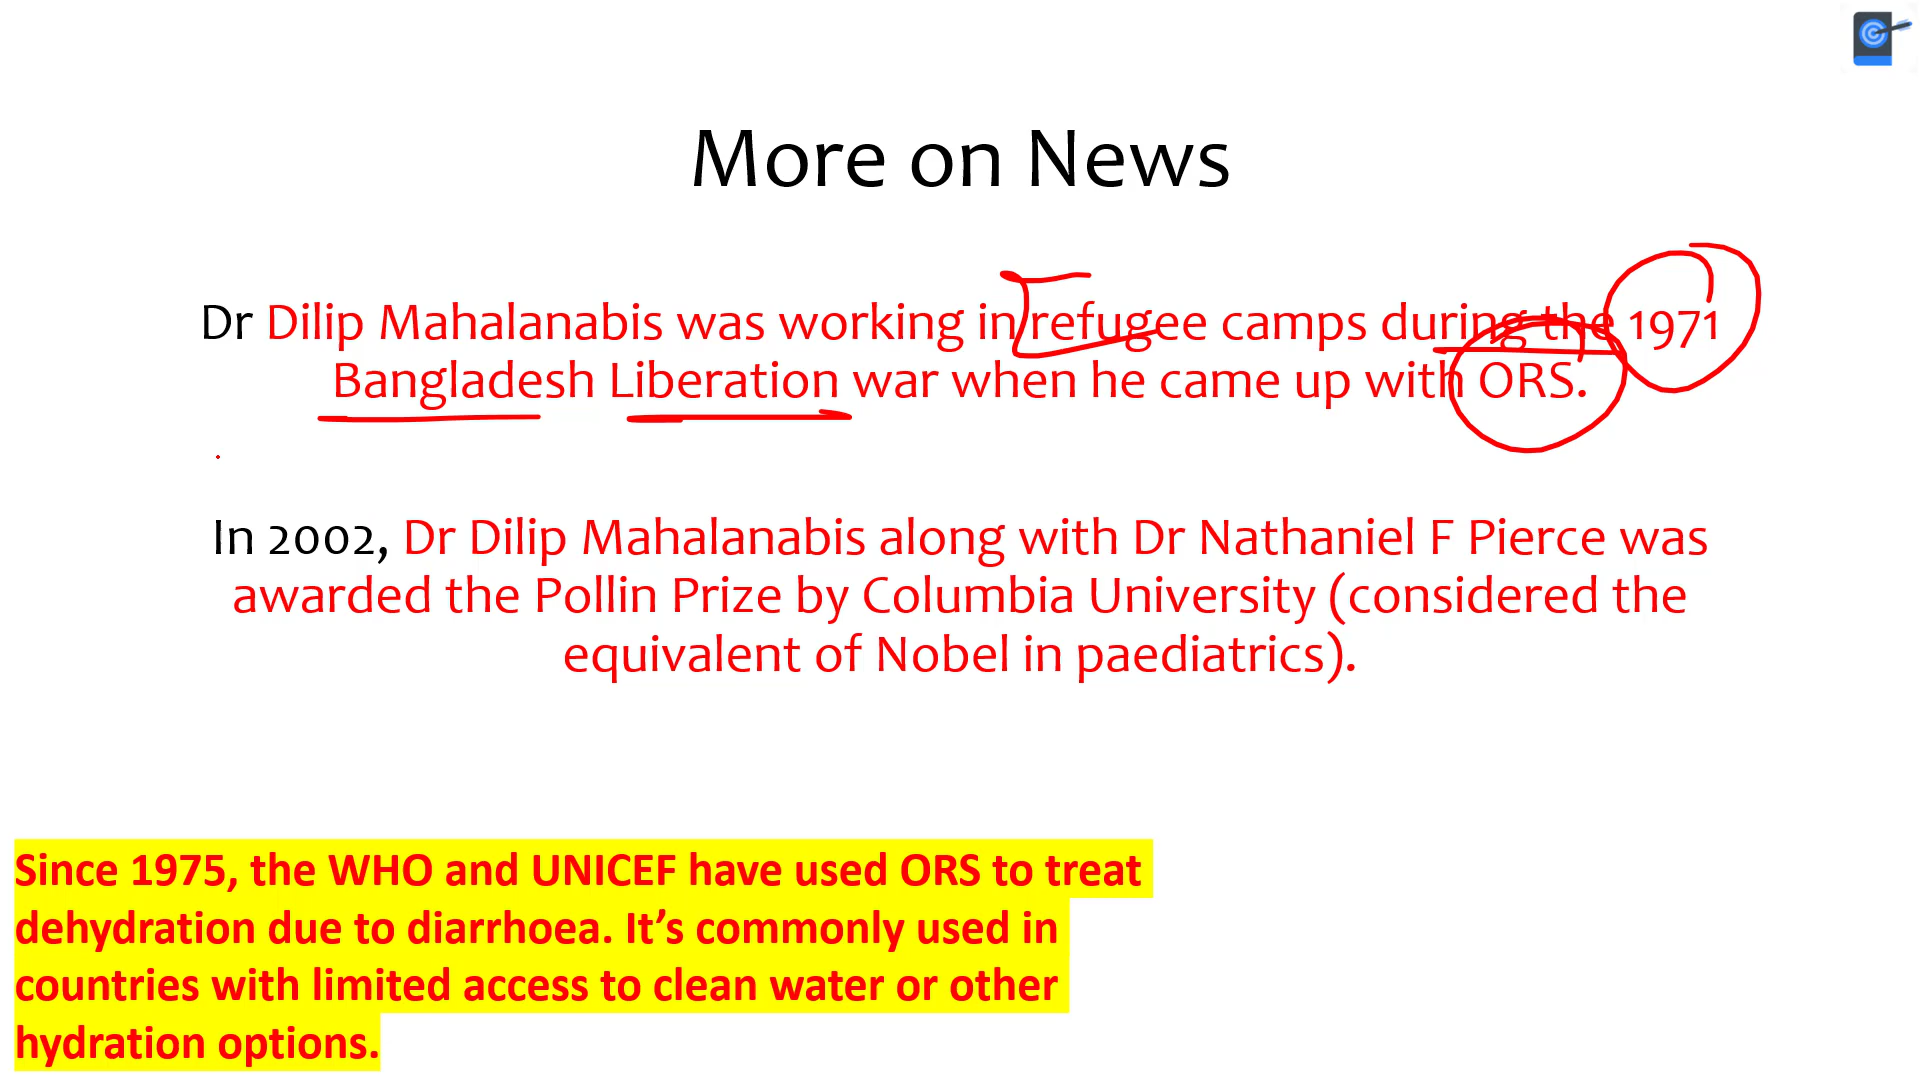 More on News
Dr Dilip Mahalanabis was working in refugee camps during the 1971
Bangladesh Liberation war when he came up with ORS.
In 2002, Dr Dilip Mahalanabis along with Dr Nathaniel F Pierce was
awarded the Pollin Prize by Columbia University (considered the
equivalent of Nobel in paediatrics).
Since 1975, the WHO and UNICEF have used ORS to treat
dehydration due to diarrhoea. It’s commonly used in
countries with limited access to clean water or other
hydration options.